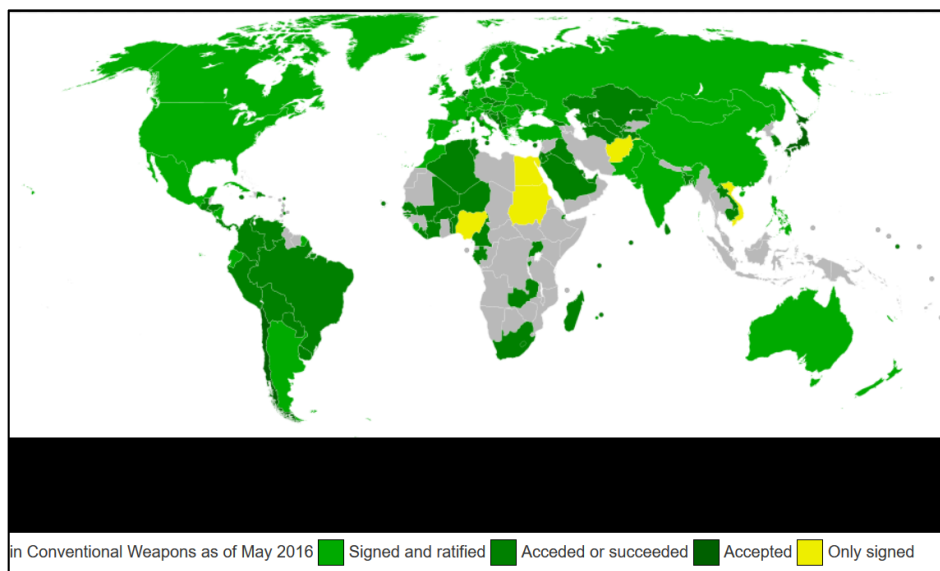 in Conventional Weapons as of May 2016 Signed and ratified Acceded or succeeded Accepted Only signed